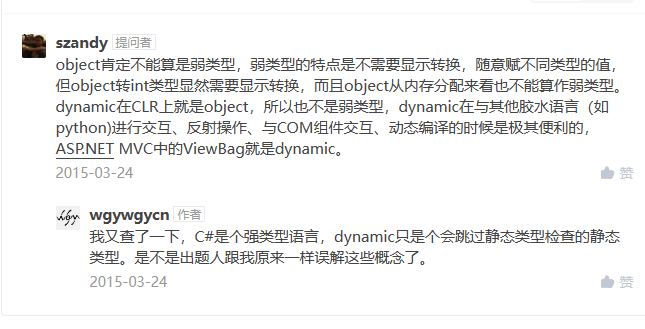 szandy 提问者
object肯定不能算是弱类型，弱类型的特点是不需要显示转换，随意赋不同类型的值，
但object转int类型显然需要显示转换，而且object从内存分配来看也不能算作弱类型。
dynamic在CLR上就是object，所以也不是弱类型，dynamic在与其他胶水语言（如
python)进行交互、反射操作、与COM组件交互、动态编译的时候是极其便利的，
ASP.NET MVC中的ViewBag就是dynamic。
2015-03-24 赞
wgywgycn 作者
我又查了一下，C#是个强类型语言，dynamic只是个会跳过静态类型检查的静态
类型。是不是出题人跟我原来一样误解这些概念了。
2015-03-24 赞